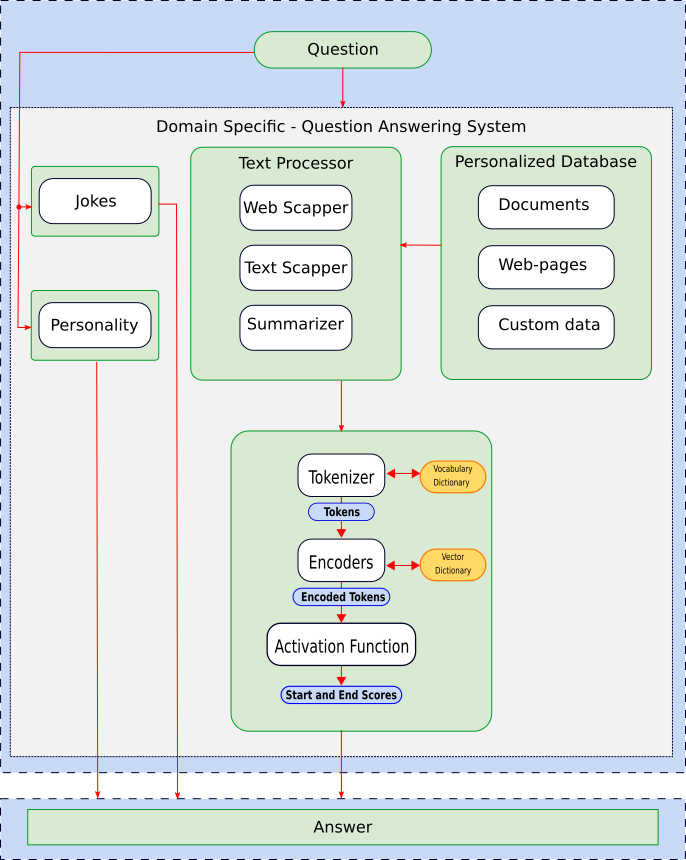 Question
Domain Specific - Question Answering System
Jokes
Personality
Text Processor
Web Scapper
Text Scapper
Summarizer
Personalized Database
Documents
Web-pages
Custom data
Tokenizer
Vocabulary
Dictionary
Tokens
Encoders
Vector
Dictionary
Encoded Tokens
Activation Function
Start and End Scores
Answer